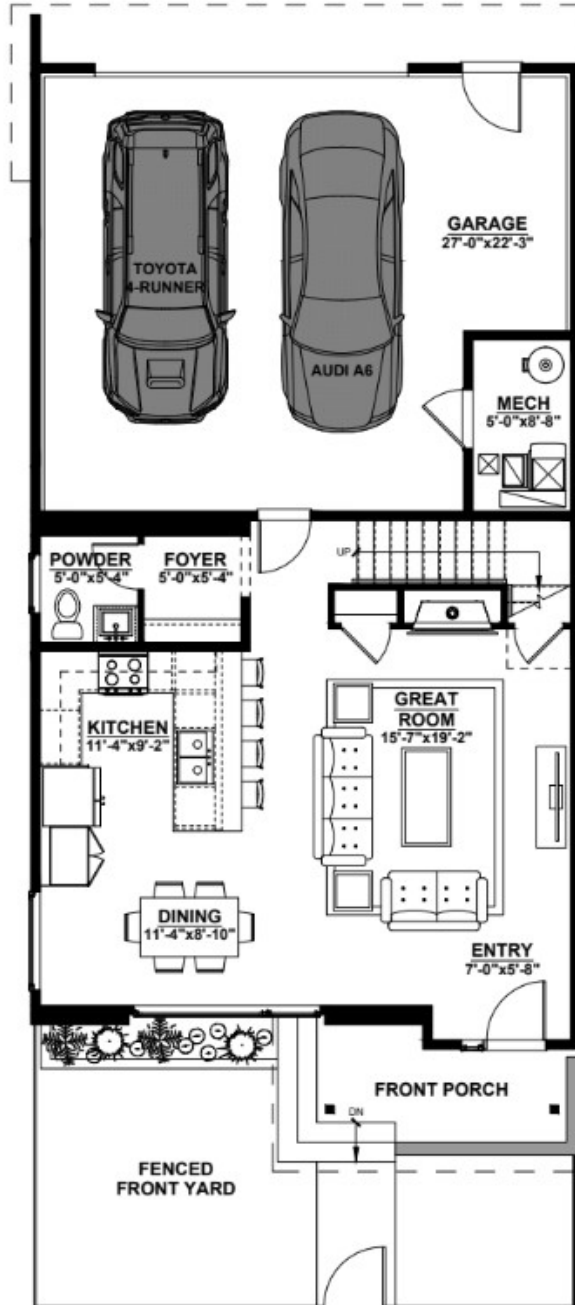 GARAGE
27'-0"x22'-3"
TOYOTA
4-RUNNER
AUDI A6
MECH
5'-0"x8'-8"
UP
POWDER
5'-0"x5'-4"
FOYER
5'-0"x5'-4"
GREAT
ROOM
15'-7"x19'-2"
KITCHEN
11'-4"x9'-2"
DINING
11'-4"x8'-10"
ENTRY
7'-0"x5'-8"
FRONT PORCH
DN
FENCED
FRONT YARD